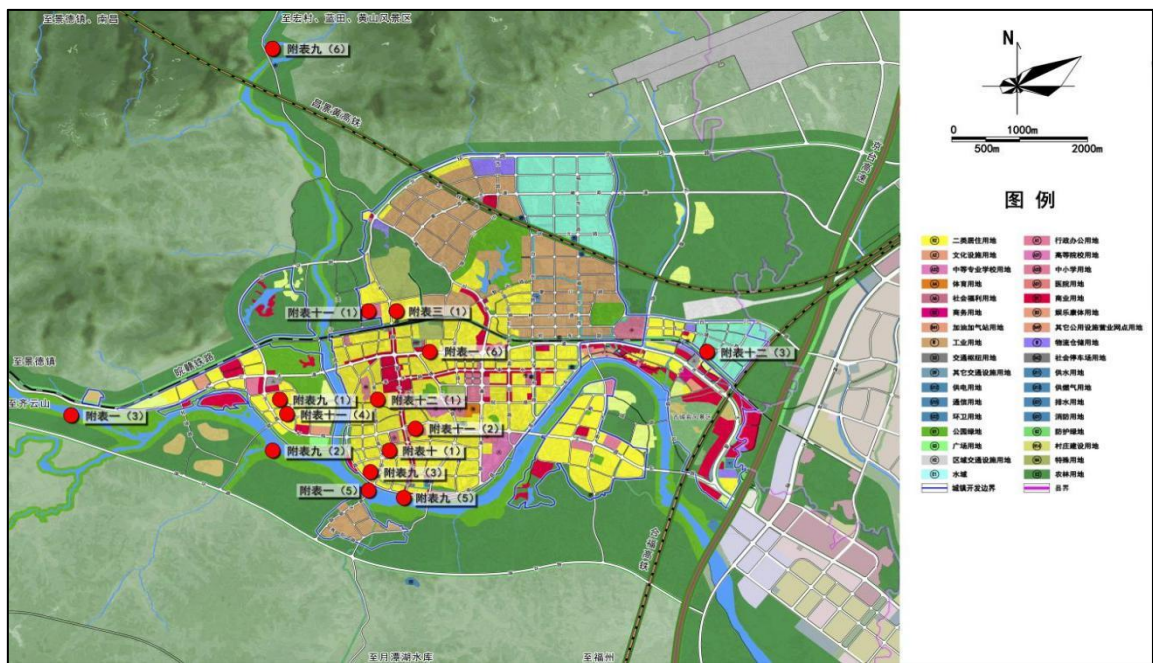 至景德镇、南昌
至宏村、蓝田、黄山风景区
附表九（6）
昌景黄高铁
京台高速
附表十一（1）
附表三（1）
附表一（6）
附表十二（3）
至景德镇
皖赣铁路
至齐云山
附表一（3）
附表九（1）
附表十二（1）
附表十一（4）
附表十一（2）
附表九（2）
附表十（1）
附表九（3）
附表一（5）
附表九（5）
合福高铁
至月潭湖水库
至福州
N
0 1000m
500m 2000m
图 例
二类居住用地 行政办公用地
文化设施用地 高等院校用地
中等专业学校用地 中小学用地
体育用地 医院用地
社会福利用地 商业用地
商务用地 娱乐康体用地
加油加气站用地 其它公用设施营业网点用地
工业用地 物流仓储用地
交通枢纽用地 社会停车场用地
其它交通设施用地 供水用地
供电用地 供燃气用地
通信用地 排水用地
环卫用地 消防用地
公园绿地 防护绿地
广场用地 村庄建设用地
区域交通设施用地 特殊用地
水域 农林用地
城镇开发边界 县界